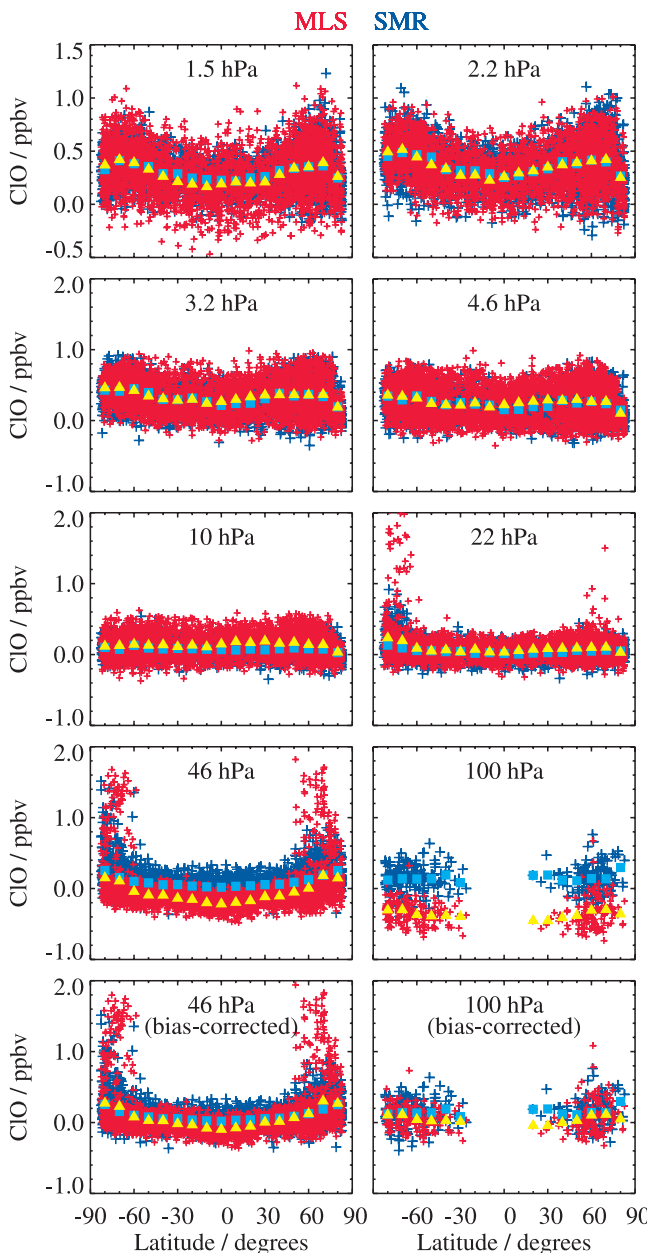 MLS SMR
1.5 hPa 2.2 hPa
ClO / ppbv
1.5
1.0
0.5
0.0
-0.5
3.2 hPa 4.6 hPa
ClO / ppbv
2.0
1.0
0.0
-1.0
10 hPa 22 hPa
ClO / ppbv
2.0
1.0
0.0
-1.0
46 hPa 100 hPa
ClO / ppbv
2.0
1.0
0.0
-1.0
46 hPa 100 hPa
(bias-corrected) (bias-corrected)
ClO / ppbv
2.0
1.0
0.0
-1.0
-90 -60 -30 0 30 60 90 -60 -30 0 30 60 90
Latitude / degrees Latitude / degrees